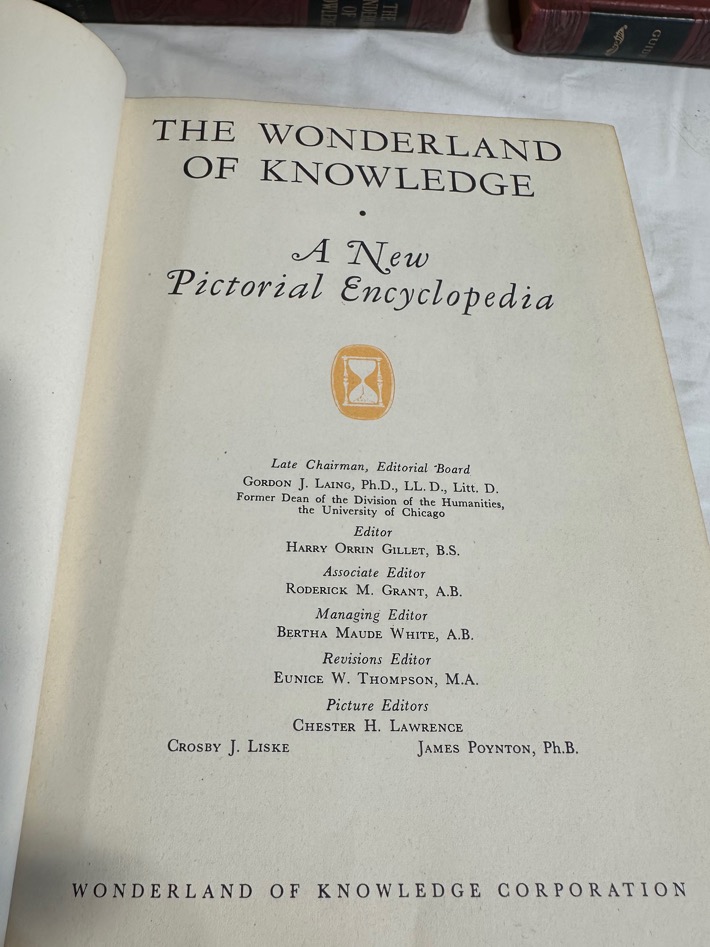 THE WONDERLAND
OF KNOWLEDGE
•
A New
Pictorial Encyclopedia
Late Chairman, Editorial Board
GORDON J. LAING, Ph.D., LL.D., Litt. D.
Former Dean of the Division of the Humanities,
the University of Chicago
Editor
HARRY ORRIN GILLET, B.S.
Associate Editor
RODERICK M. GRANT, A.B.
Managing Editor
BERTHA MAUDE WHITE, A.B.
Revisions Editor
EUNICE W. THOMPSON, M.A.
Picture Editors
CHESTER H. LAWRENCE
CROSBY J. LISKE JAMES POYNTON, Ph.B.
WONDERLAND OF KNOWLEDGE CORPORATION